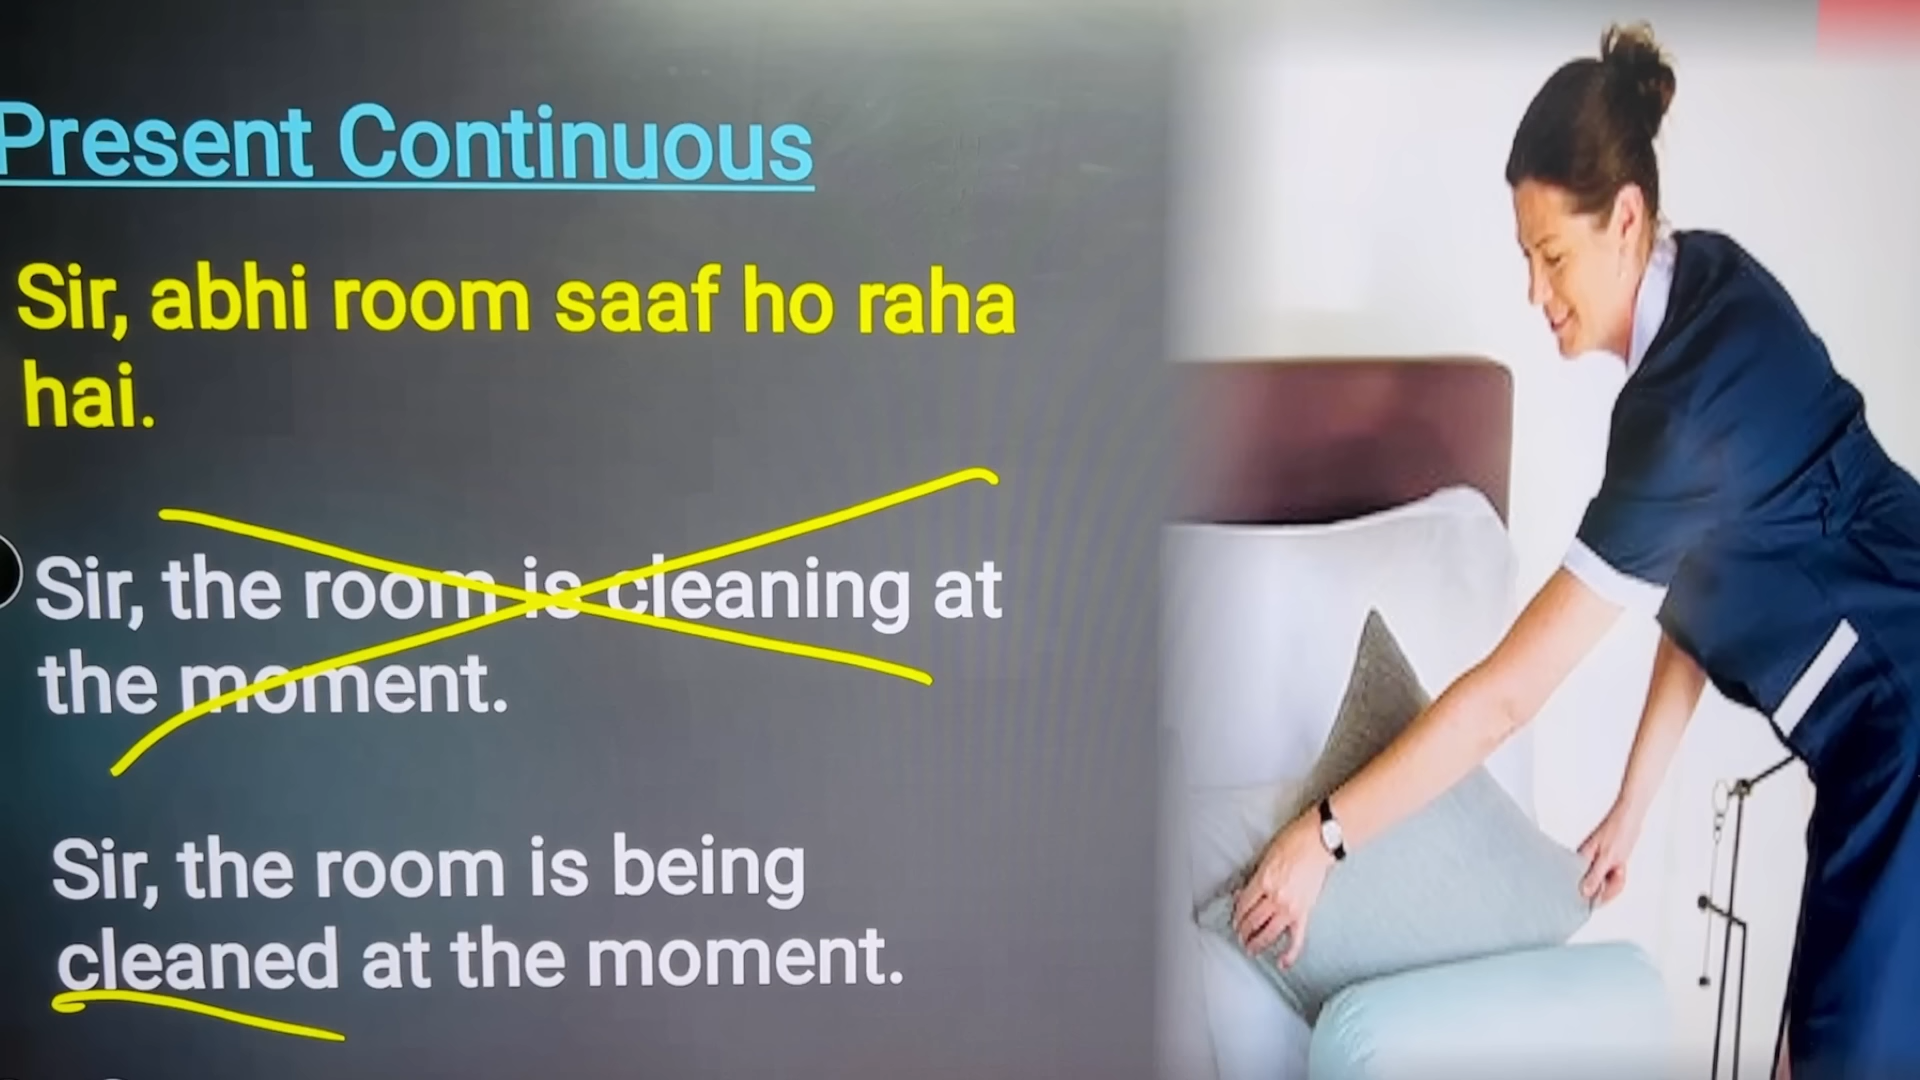 Present Continuous
Sir, abhi room saaf ho raha
hai.
Sir, the room is cleaning at
the moment.
Sir, the room is being
cleaned at the moment.